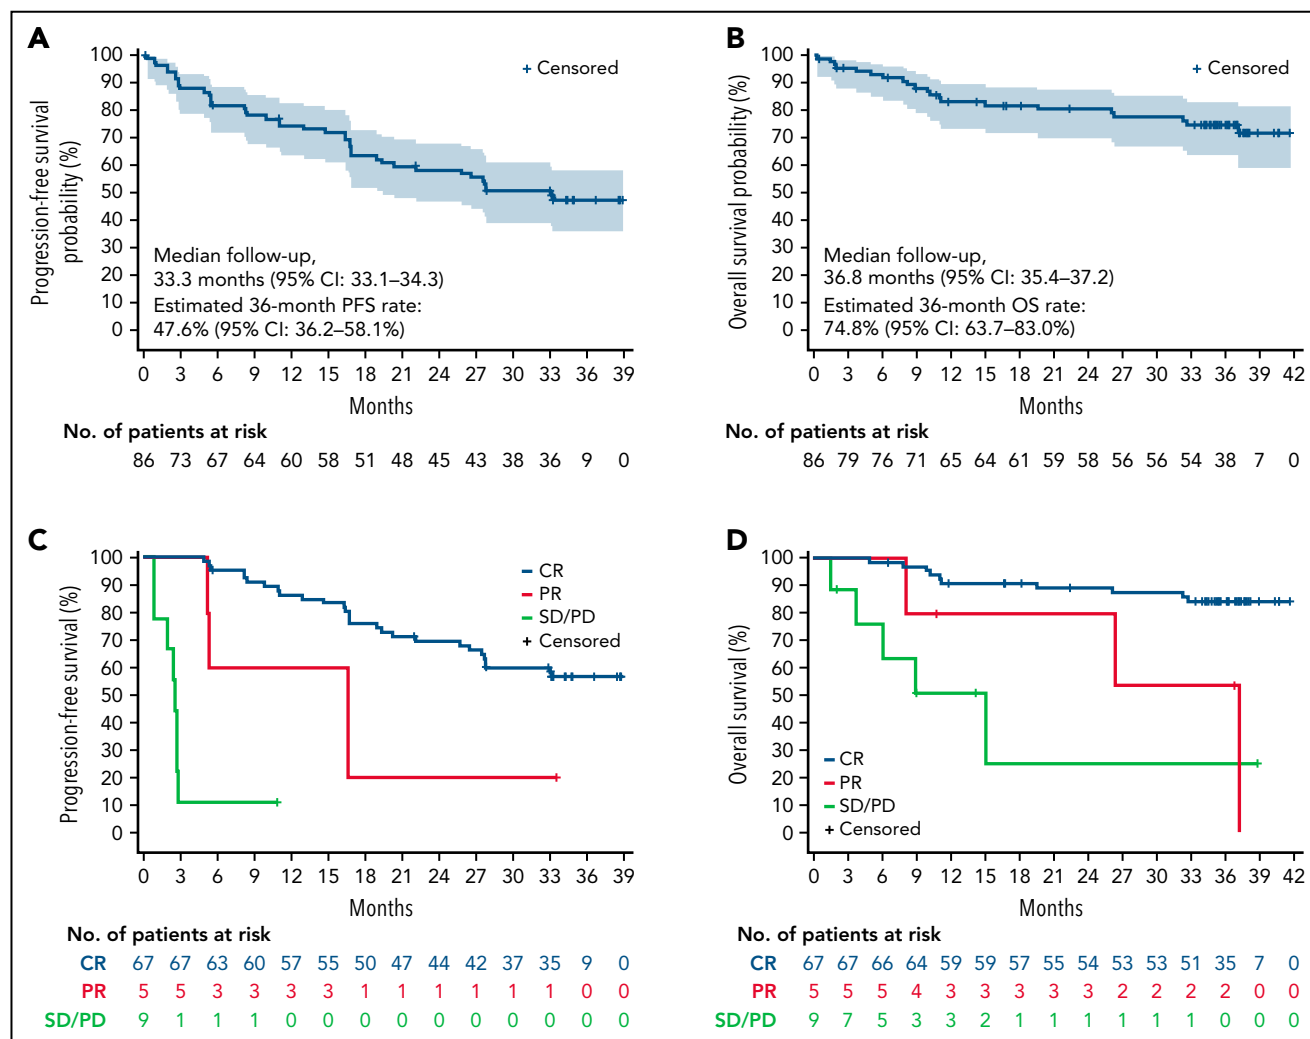 A
Progression-free survival
probability (%)
100
90
80
70
60
50
40
30
20
10
0
+ Censored
Median follow-up,
33.3 months (95% CI: 33.1–34.3)
Estimated 36-month PFS rate:
47.6% (95% CI: 36.2–58.1%)
0 3 6 9 12 15 18 21 24 27 30 33 36 39
Months
No. of patients at risk
86 73 67 64 60 58 51 48 45 43 38 36 9 0
B
Overall survival probability (%)
100
90
80
70
60
50
40
30
20
10
0
+ Censored
Median follow-up,
36.8 months (95% CI: 35.4–37.2)
Estimated 36-month OS rate:
74.8% (95% CI: 63.7–83.0%)
0 3 6 9 12 15 18 21 24 27 30 33 36 39 42
Months
No. of patients at risk
86 79 76 71 65 64 61 59 58 56 56 54 38 7 0
C
Progression-free survival (%)
100
90
80
70
60
50
40
30
20
10
0
CR
PR
SD/PD
+ Censored
0 3 6 9 12 15 18 21 24 27 30 33 36 39
Months
No. of patients at risk
CR 67 67 63 60 57 55 50 47 44 42 37 35 9 0
PR 5 5 3 3 3 3 1 1 1 1 1 1 0 0
SD/PD 9 1 1 1 0 0 0 0 0 0 0 0 0 0
D
Overall survival (%)
100
90
80
70
60
50
40
30
20
10
0
CR
PR
SD/PD
+ Censored
0 3 6 9 12 15 18 21 24 27 30 33 36 39 42
Months
No. of patients at risk
CR 67 67 66 64 59 59 57 55 54 53 53 51 35 7 0
PR 5 5 5 4 3 3 3 3 3 2 2 2 2 0 0
SD/PD 9 7 5 3 3 2 1 1 1 1 1 1 0 0 0